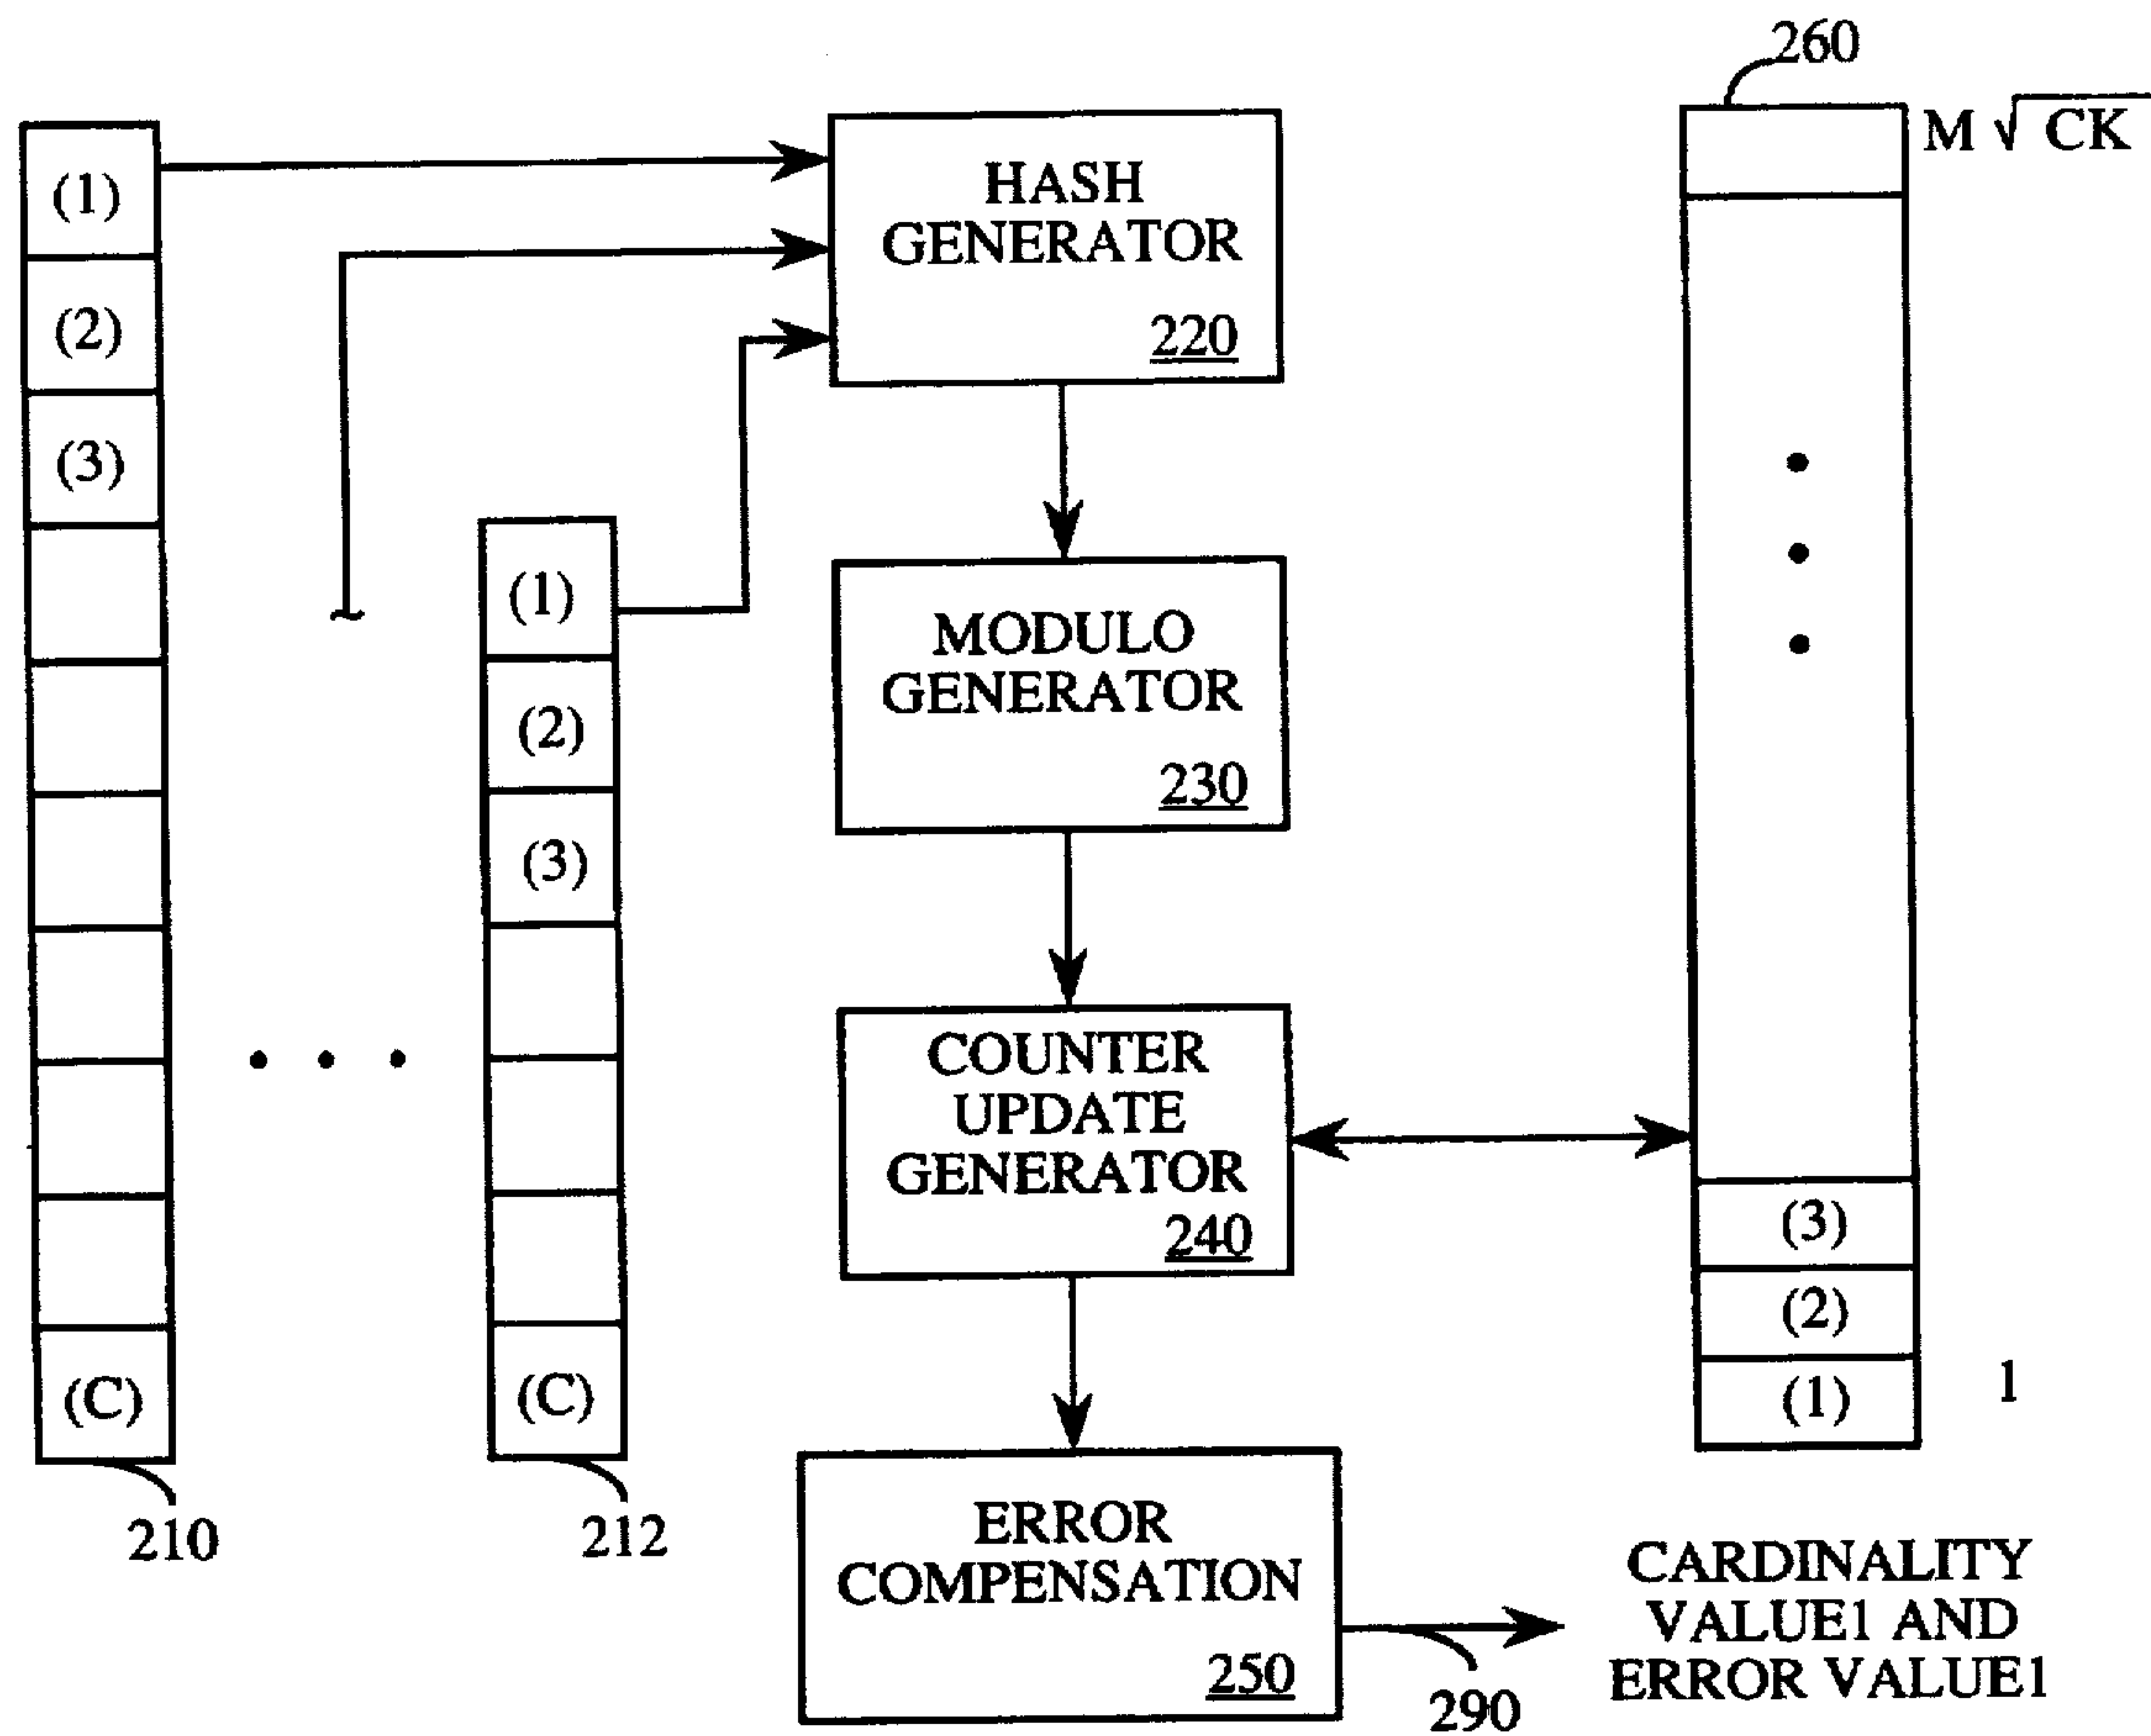 260
M √CK
(1)
(2)
(3)
(C)
210
(1)
(2)
(3)
(C)
212
HASH
GENERATOR
220
MODULO
GENERATOR
230
COUNTER
UPDATE
GENERATOR
240
ERROR
COMPENSATION
250
290
(3)
(2)
(1)
1
CARDINALITY
VALUE1 AND
ERROR VALUE1